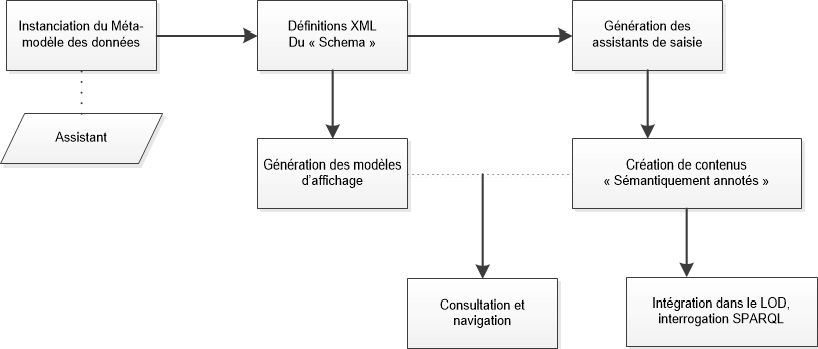 Instanciation du Méta-
modèle des données
Définitions XML
Du « Schema »
Génération des
assistants de saisie
Assistant
Génération des modèles
d'affichage
Création de contenus
« Sémantiquement annotés »
Consultation et
navigation
Intégration dans le LOD,
interrogation SPARQL